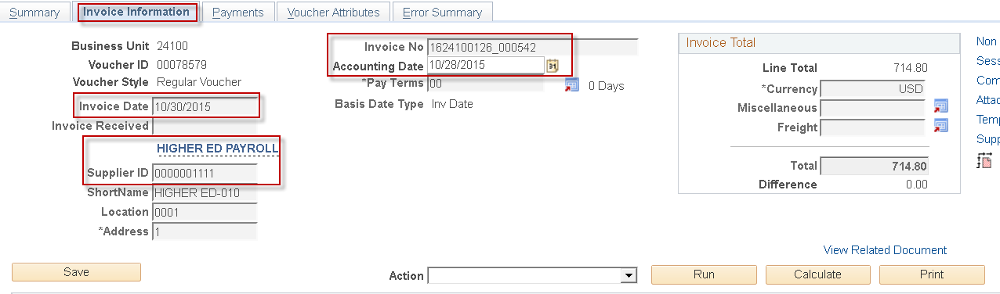 Summary Invoice Information Payments Voucher Attributes Error Summary
Business Unit 24100
Voucher ID 00078579
Voucher Style Regular Voucher
Invoice Date 10/30/2015
Invoice Received
HIGHER ED PAYROLL
Supplier ID 0000001111
ShortName HIGHER ED-010
Location 0001
*Address 1
Invoice No 1624100126_000542
Accounting Date 10/28/2015 31
*Pay Terms 00 0 Days
Basis Date Type Inv Date
Invoice Total
Line Total 714.80
*Currency USD
Miscellaneous
Freight
Total 714.80
Difference 0.00
Non
Sess
Com
Attac
Temp
Supp
View Related Document
Save Action Run Calculate Print